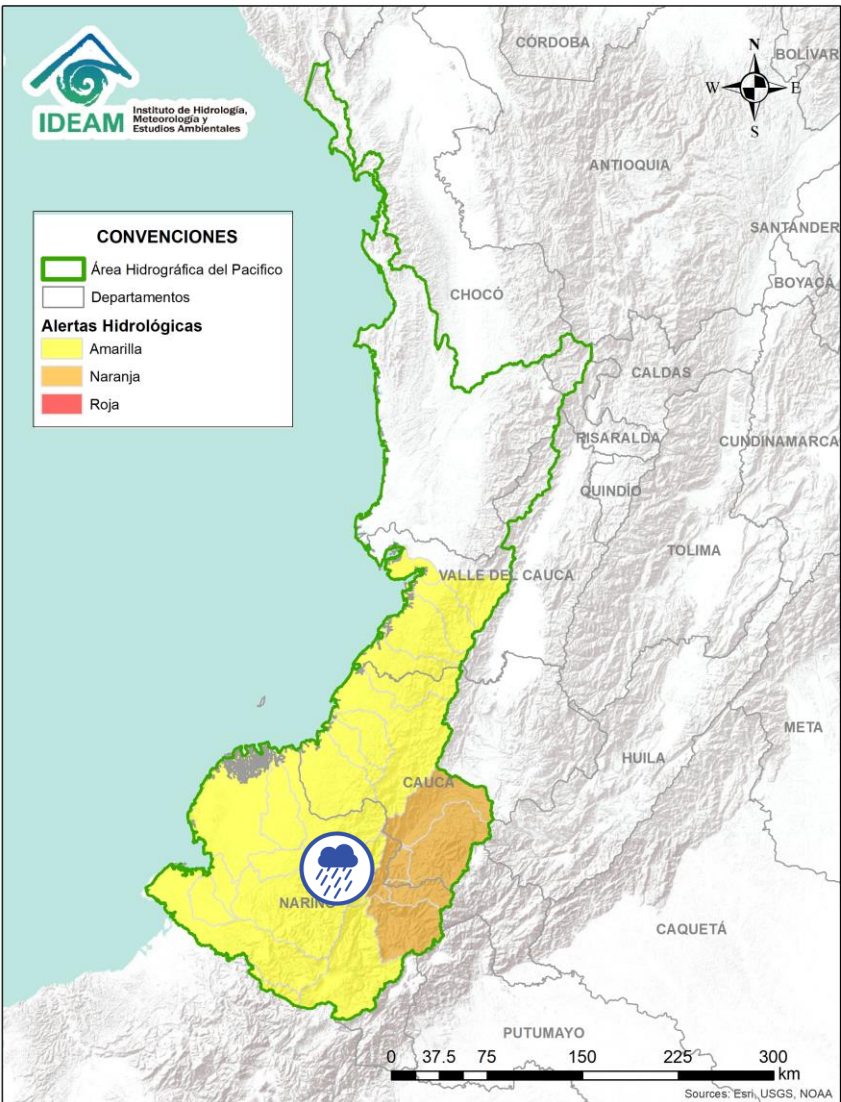 IDEAM
Instituto de Hidrología,
Meteorología y
Estudios Ambientales
N
W
E
S
CONVENCIONES
Área Hidrográfica del Pacifico
Departamentos
Alertas Hidrológicas
Amarilla
Naranja
Roja
CÓRDOBA
BOLÍVAR
ANTIOQUIA
SANTANDER
BOYACÁ
CHOCÓ
CALDAS
RISARALDA
CUNDINAMARCA
QUINDÍO
TOLIMA
VALLE DEL CAUCA
META
HUILA
CAUCA
NARIÑO
CAQUETÁ
PUTUMAYO
0 37.5 75 150 225 300
km
Sources: Esri, USGS, NOAA